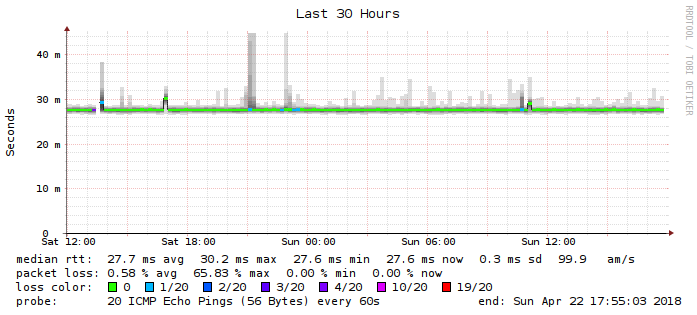 Last 30 Hours
RRDTOOL / TOBI OETIKER
Seconds
40 m
30 m
20 m
10 m
0
Sat 12:00 Sat 18:00 Sun 00:00 Sun 06:00 Sun 12:00
median rtt: 27.7 ms avg 30.2 ms max 27.6 ms min 27.6 ms now 0.3 ms sd 99.9 am/s
packet loss: 0.58 % avg 65.83 % max 0.00 % min 0.00 % now
loss color: 0 1/20 2/20 3/20 4/20 10/20 19/20
probe: 20 ICMP Echo Pings (56 Bytes) every 60s end: Sun Apr 22 17:55:03 2018